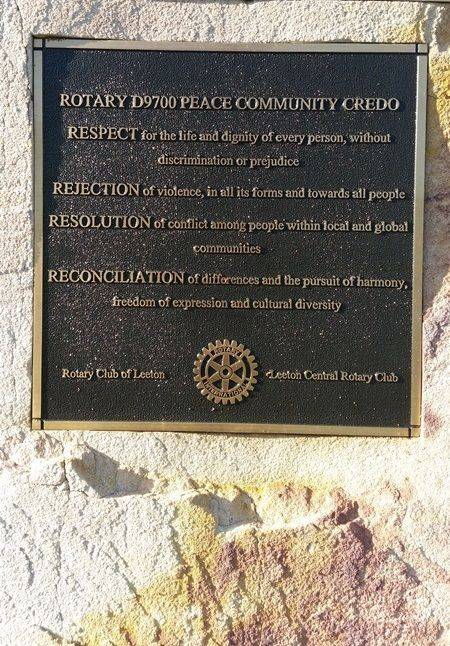 ROTARY D9700 PEACE COMMUNITY CREDO
RESPECT for the life and dignity of every person, without
discrimination or prejudice
REJECTION of violence, in all its forms and towards all people
RESOLUTION of conflict among people within local and global
communities
RECONCILIATION of differences and the pursuit of harmony,
freedom of expression and cultural diversity
Rotary Club of Leeton
ROTARY
INTERNATIONAL
Leeton Central Rotary Club